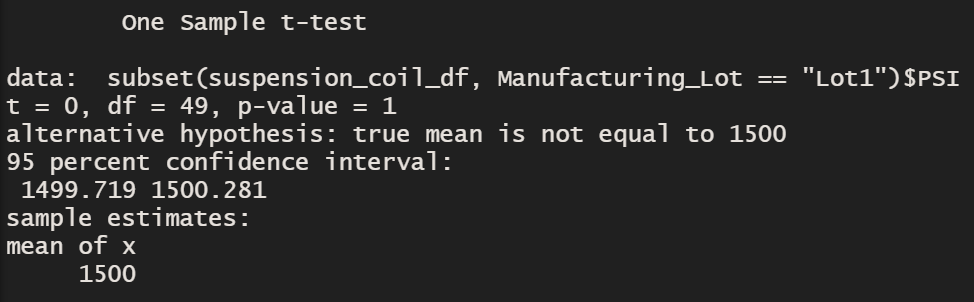 One Sample t-test
data:  subset(suspension_coil_df, Manufacturing_Lot == "Lot1")$PSI
t = 0, df = 49, p-value = 1
alternative hypothesis: true mean is not equal to 1500
95 percent confidence interval:
 1499.719 1500.281
sample estimates:
mean of x
     1500